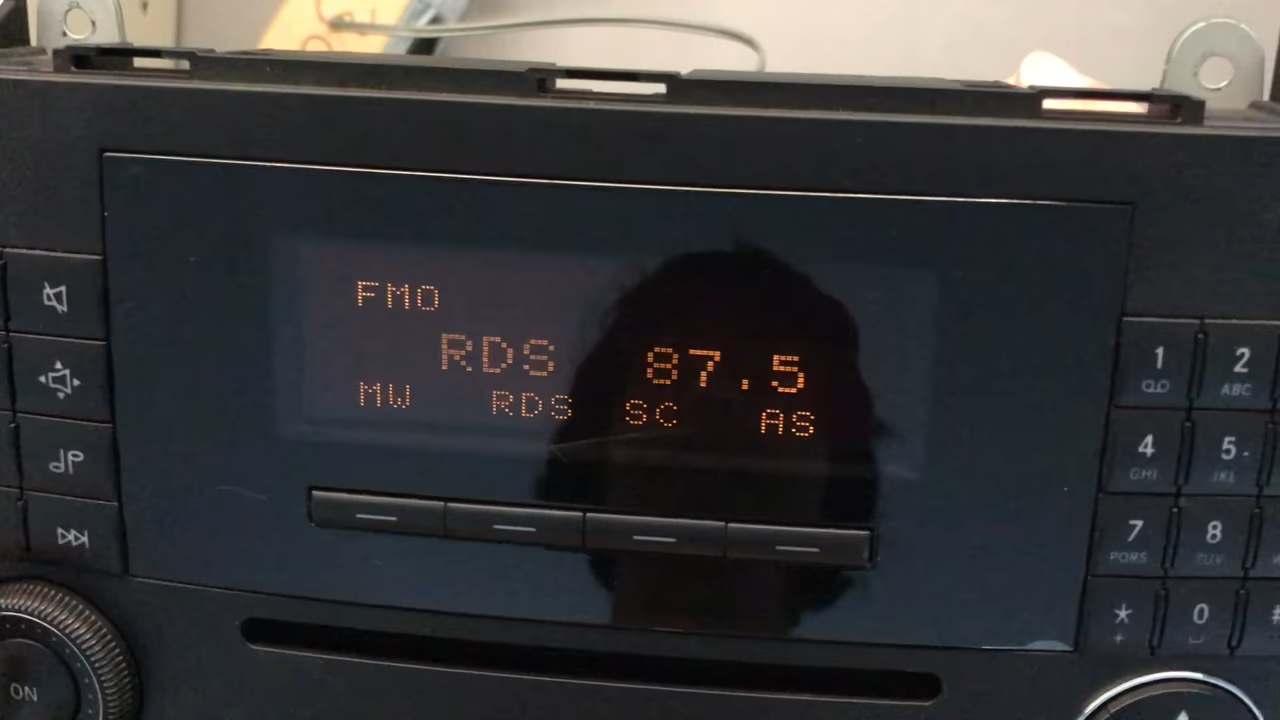 FMO
RDS 87.5
MW RDS SC AS
1 2 ABC
4 GHI 5 JKL
7 PQRS 8 TUV
* + 0
ON